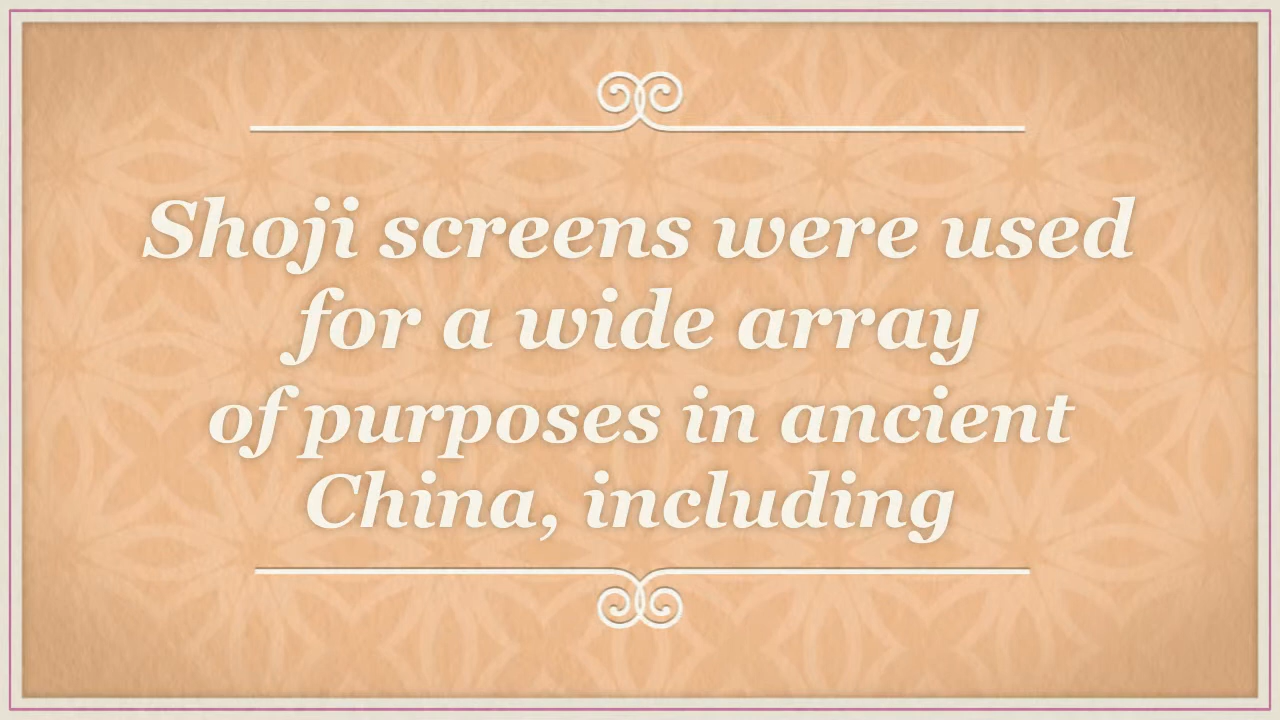 Shoji screens were used
for a wide array
of purposes in ancient
China, including